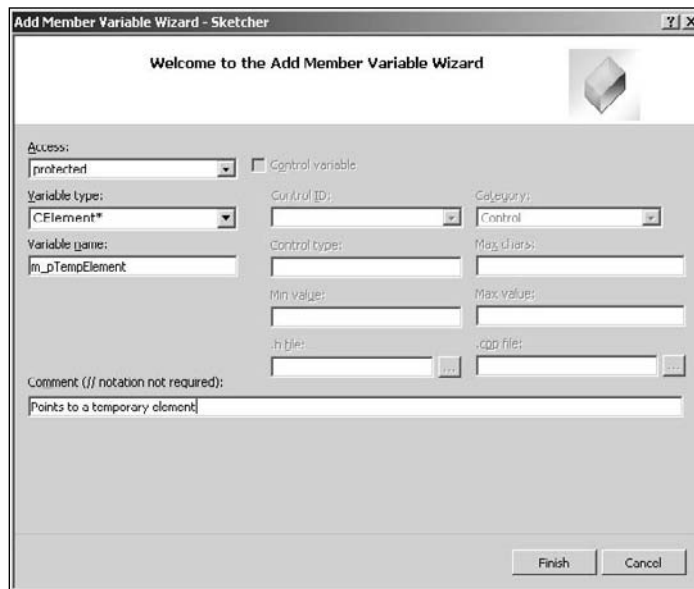 Add Member Variable Wizard - Sketcher
Welcome to the Add Member Variable Wizard
Access:
protected
Control variable
Variable type:
CElement*
Control ID:
Category:
Control
Variable name:
m_pTempElement
Control type:
Max chars:
Min value:
Max value:
.h file:
...
.cpp file:
...
Comment (// notation not required):
Points to a temporary element
Finish
Cancel